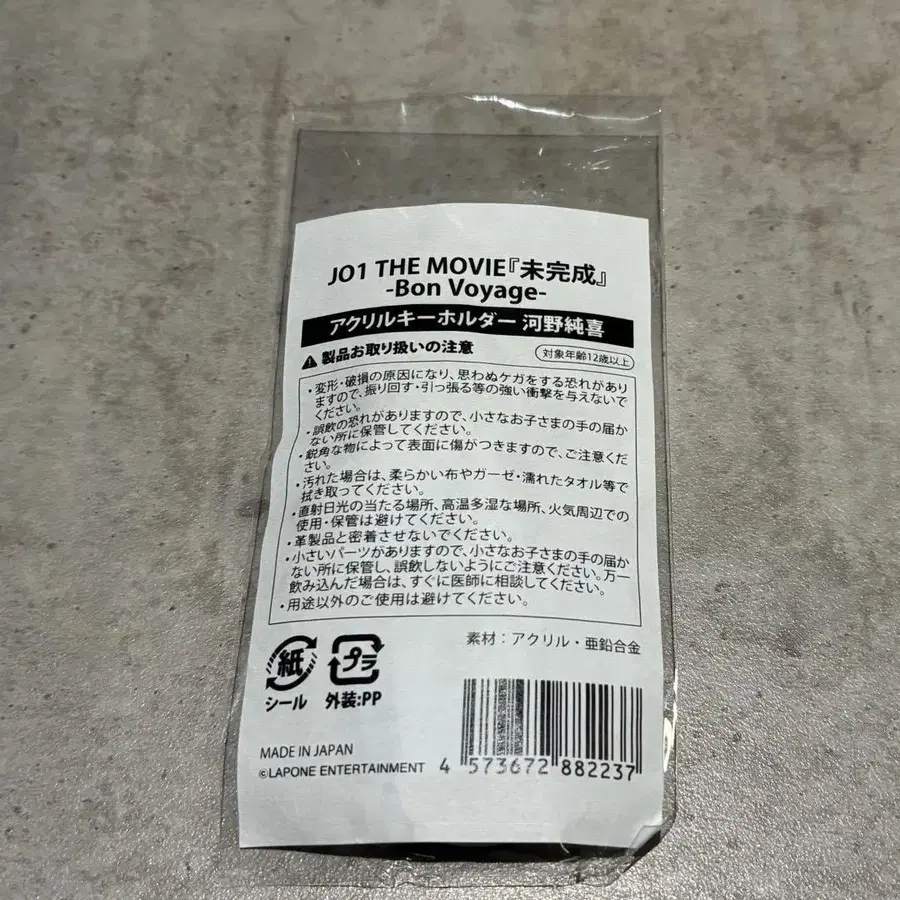 JO1 THE MOVIE『未完成』
-Bon Voyage-
アクリルキーホルダー 河野純喜
製品お取り扱いの注意
対象年齢12歳以上
・変形・破損の原因になり、思わぬケガをする恐れがあり
ますので、振り回す・引っ張る等の強い衝撃を与えないで
ください。
・誤飲の恐れがありますので、小さなお子さまの手の届か
ない所に保管してください。
・鋭角な物によって表面に傷がつきますので、ご注意くだ
さい。
・汚れた場合は、柔らかい布やガーゼ・濡れたタオル等で
拭き取ってください。
・直射日光の当たる場所、高温多湿な場所、火気周辺での
使用・保管は避けてください。
・革製品と密着させないでください。
・小さいパーツがありますので、小さなお子さまの手の届か
ない所に保管し、誤飲しないようにご注意ください。万一
飲み込んだ場合は、すぐに医師に相談してください。
・用途以外のご使用は避けてください。
素材：アクリル・亜鉛合金
紙
シール
プラ
外装:PP
MADE IN JAPAN
©LAPONE ENTERTAINMENT
4 573672 882237